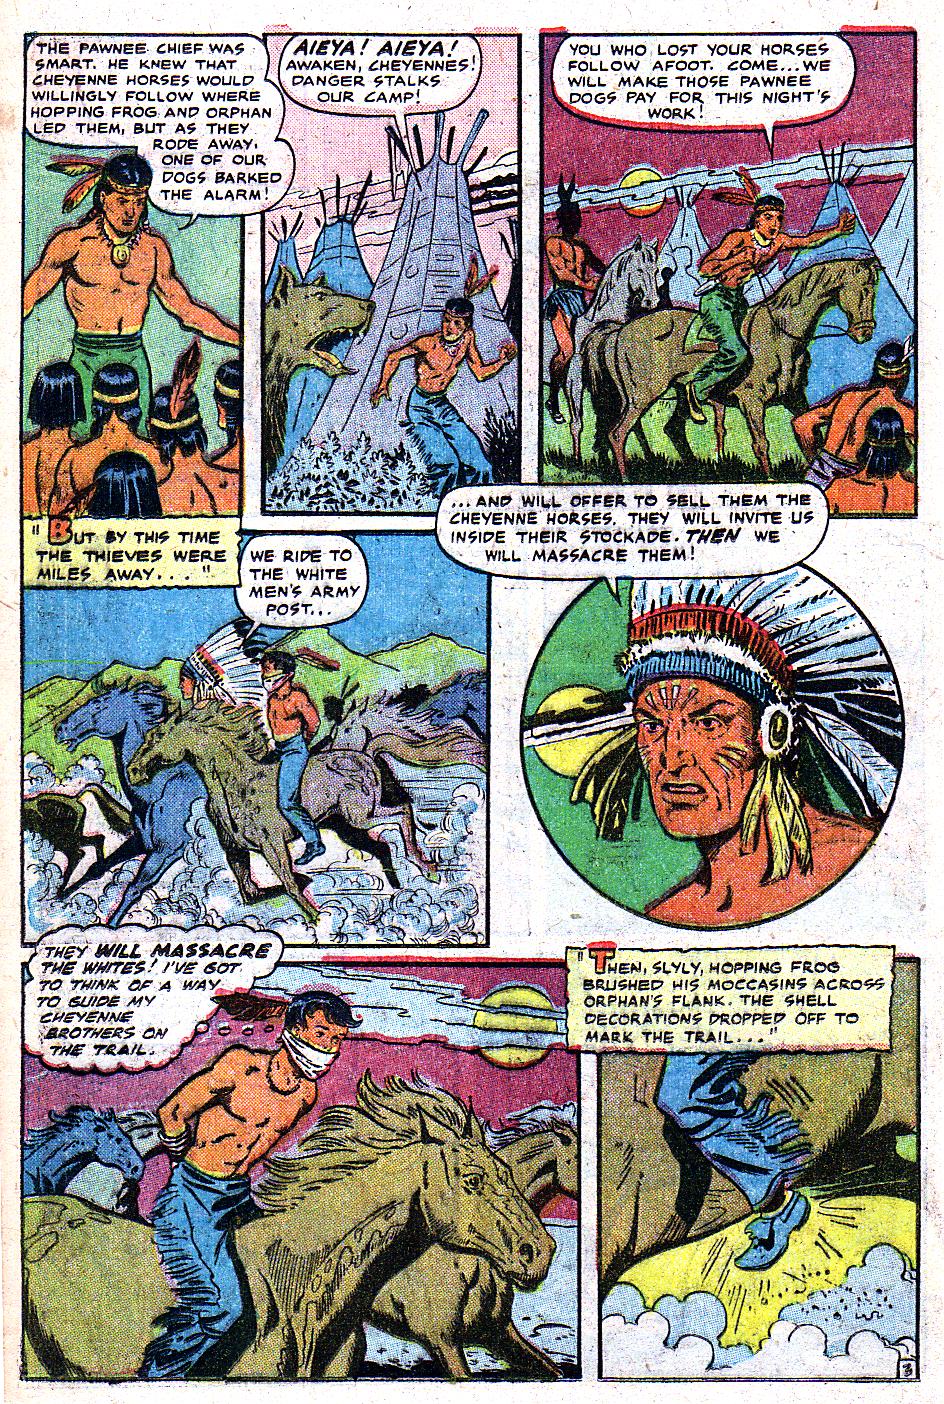 THE PAWNEE CHIEF WAS
SMART. HE KNEW THAT
CHEYENNE HORSES WOULD
WILLINGLY FOLLOW WHERE
HOPPING FROG AND ORPHAN
LED THEM, BUT AS THEY
RODE AWAY,
ONE OF OUR
DOGS BARKED
THE ALARM!
AIEYA! AIEYA!
AWAKEN, CHEYENNES!
DANGER STALKS
OUR CAMP!
YOU WHO LOST YOUR HORSES
FOLLOW AFOOT. COME...WE
WILL MAKE THOSE PAWNEE
DOGS PAY FOR THIS NIGHT'S
WORK!
"BUT BY THIS TIME
THE THIEVES WERE
MILES AWAY..."
WE RIDE TO
THE WHITE
MEN'S ARMY
POST...
...AND WILL OFFER TO SELL THEM THE
CHEYENNE HORSES. THEY WILL INVITE US
INSIDE THEIR STOCKADE. THEN WE
WILL MASSACRE THEM!
THEY WILL MASSACRE
THE WHITES! I'VE GOT
TO THINK OF A WAY
TO GUIDE MY
CHEYENNE
BROTHERS ON
THE TRAIL.
"THEN, SLYLY, HOPPING FROG
BRUSHED HIS MOCCASINS ACROSS
ORPHAN'S FLANK. THE SHELL
DECORATIONS DROPPED OFF TO
MARK THE TRAIL..."
3